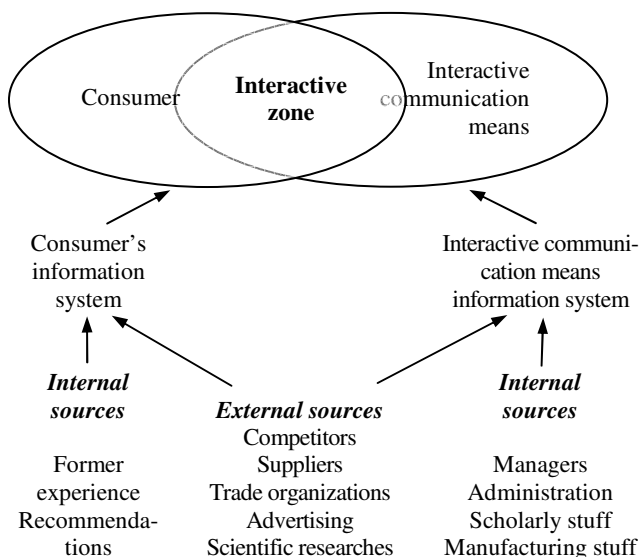 Consumer
Interactive
zone
Interactive
communication
means
Consumer's
information
system
Interactive communi-
cation means
information system
Internal
sources
Former
experience
Recommenda-
tions
External sources
Competitors
Suppliers
Trade organizations
Advertising
Scientific researches
Internal
sources
Managers
Administration
Scholarly stuff
Manufacturing stuff